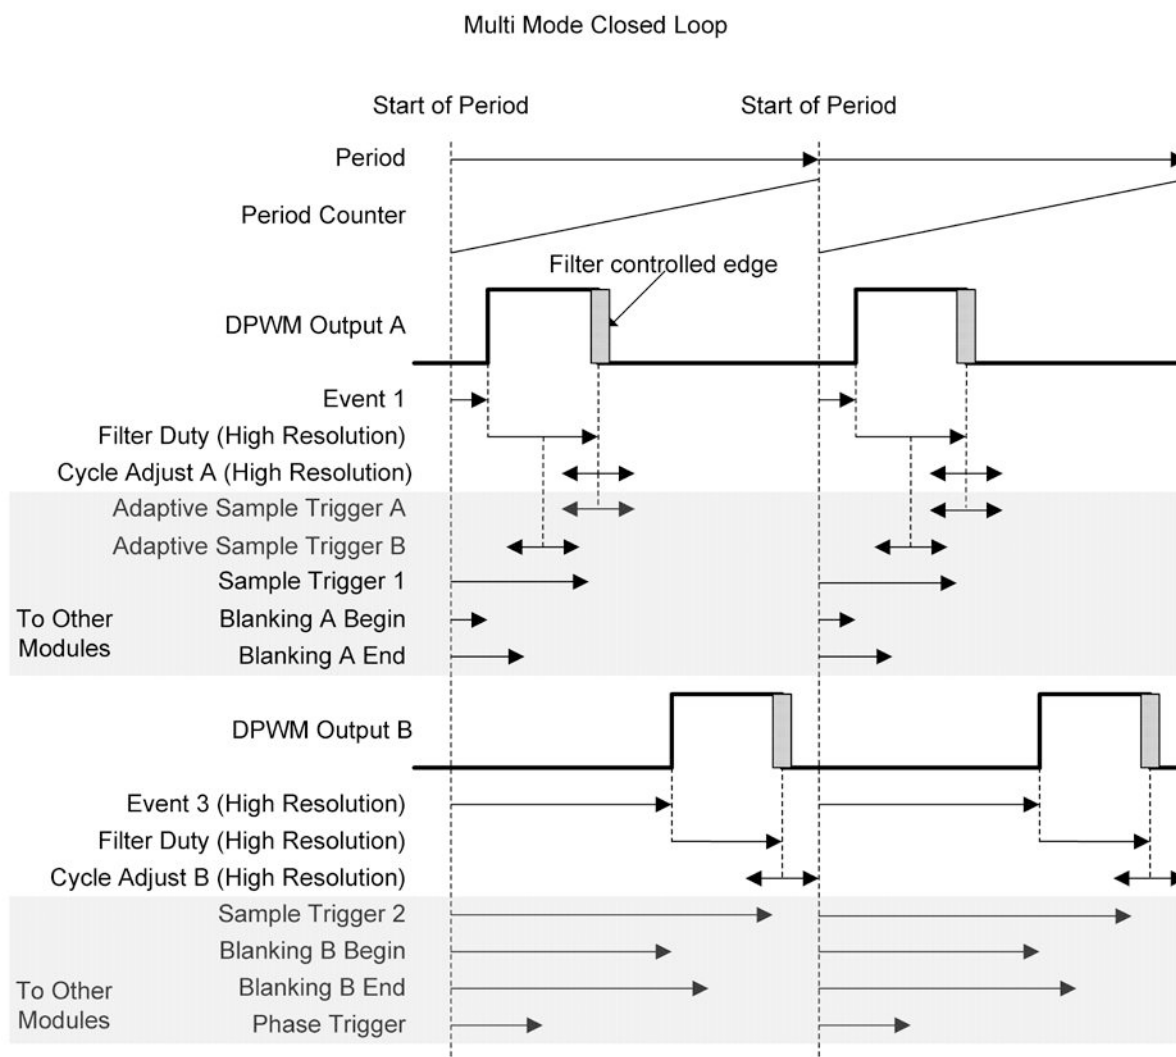 Multi Mode Closed Loop
Start of Period
Start of Period
Period
Period Counter
Filter controlled edge
DPWM Output A
Event 1
Filter Duty (High Resolution)
Cycle Adjust A (High Resolution)
Adaptive Sample Trigger A
Adaptive Sample Trigger B
Sample Trigger 1
To Other
Modules
Blanking A Begin
Blanking A End
DPWM Output B
Event 3 (High Resolution)
Filter Duty (High Resolution)
Cycle Adjust B (High Resolution)
Sample Trigger 2
Blanking B Begin
To Other
Modules
Blanking B End
Phase Trigger